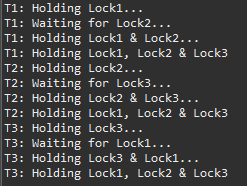 T1: Holding Lock1...
T1: Waiting for Lock2...
T1: Holding Lock1 & Lock2...
T1: Holding Lock1, Lock2 & Lock3
T2: Holding Lock2...
T2: Waiting for Lock3...
T2: Holding Lock2 & Lock3...
T2: Holding Lock1, Lock2 & Lock3
T3: Holding Lock3...
T3: Waiting for Lock1...
T3: Holding Lock3 & Lock1...
T3: Holding Lock1, Lock2 & Lock3